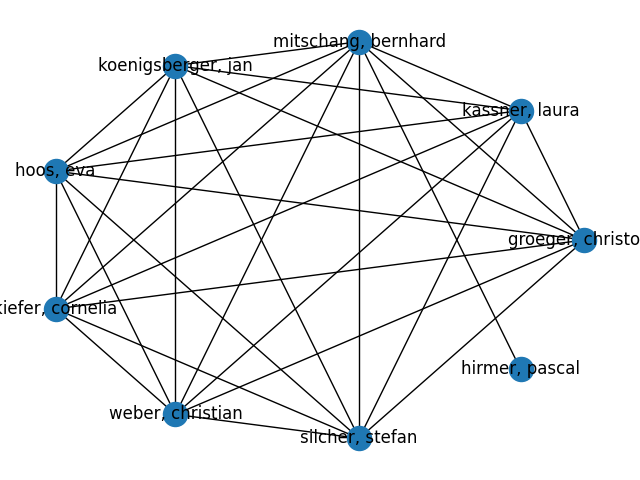 mitschang, bernhard
koenigsberger, jan
kassner, laura
hoos, eva
groeger, christo
kiefer, cornelia
hirmer, pascal
weber, christian
silcher, stefan